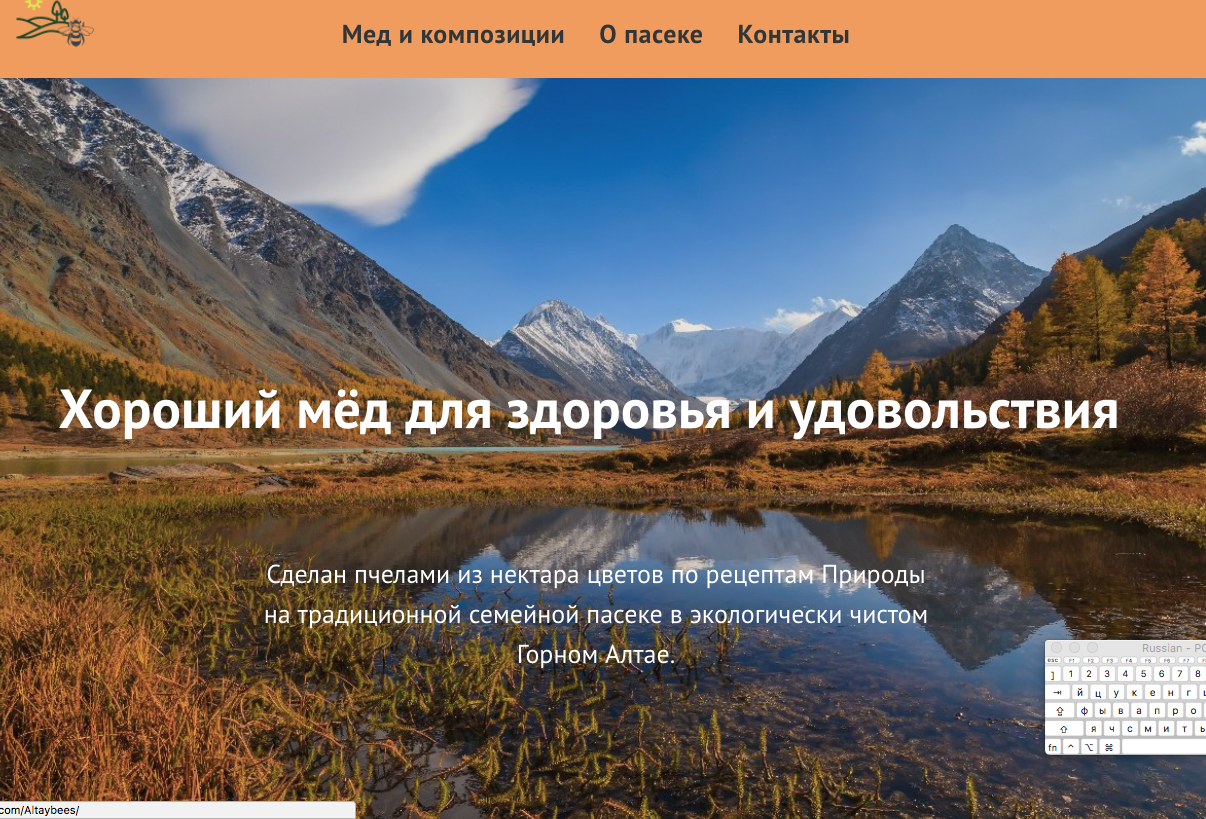 Мед и композиции О пасеке Контакты
Хороший мёд для здоровья и удовольствия
Сделан пчелами из нектара цветов по рецептам Природы
на традиционной семейной пасеке в экологически чистом
Горном Алтае.
Russian - PC
esc F1 F2 F3 F4 F5 F6 F7
] 1 2 3 4 5 6 7 8
й ц у к е н г
ф ы в а п р о
я ч с м и т ь
fn ^ ⌥ ⌘
com/Altaybees/